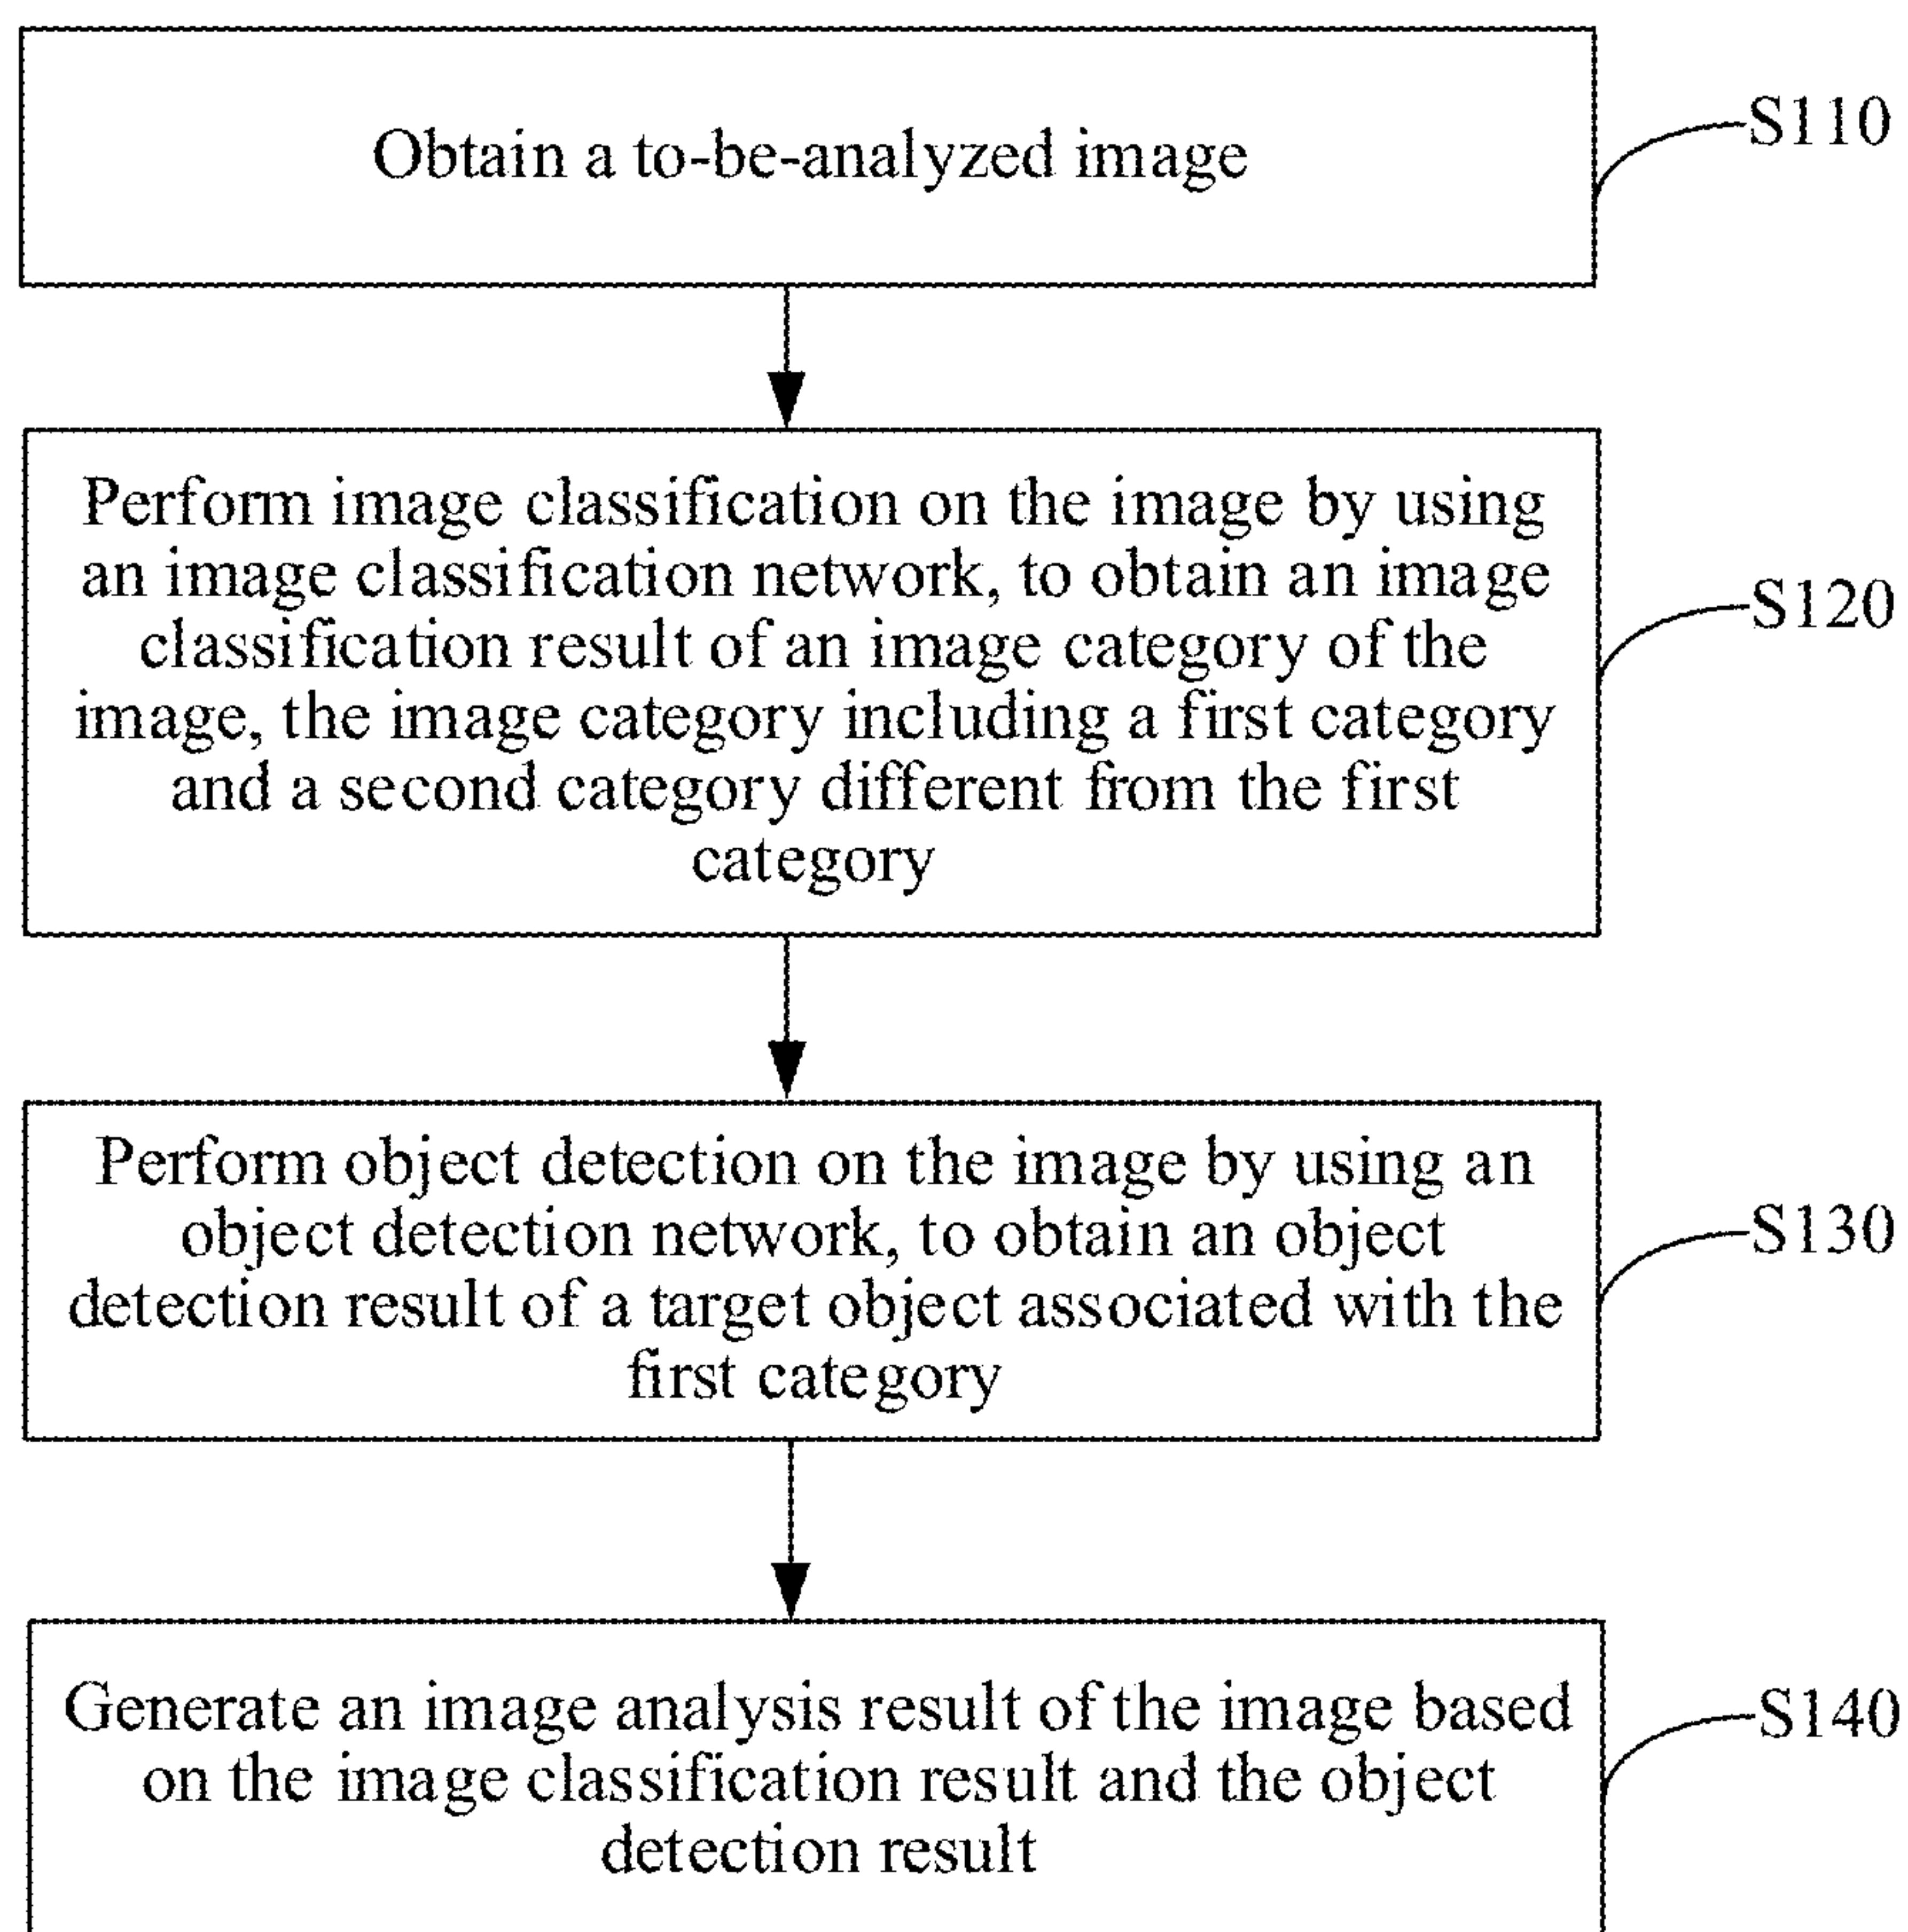 Obtain a to-be-analyzed image
S110
Perform image classification on the image by using
an image classification network, to obtain an image
classification result of an image category of the
image, the image category including a first category
and a second category different from the first
category
S120
Perform object detection on the image by using an
object detection network, to obtain an object
detection result of a target object associated with the
first category
S130
Generate an image analysis result of the image based
on the image classification result and the object
detection result
S140